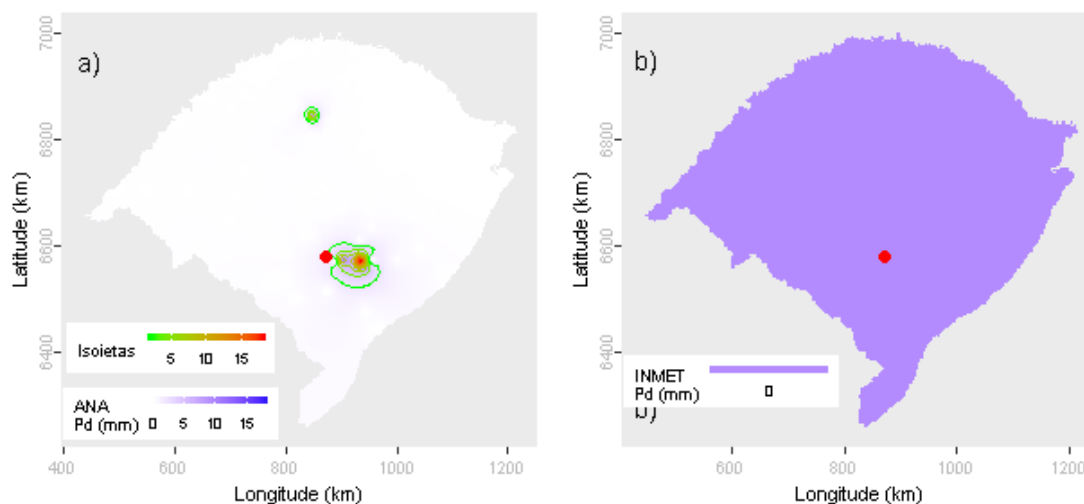 a)
7000
6800
6600
6400
Latitude (km)
Isoietas
5 10 15
ANA
Pd (mm) 0 5 10 15
400 600 800 1000 1200
Longitude (km)
b)
7000
6800
6600
6400
Latitude (km)
INMET
Pd (mm) 0
b)
600 800 1000 1200
Longitude (km)